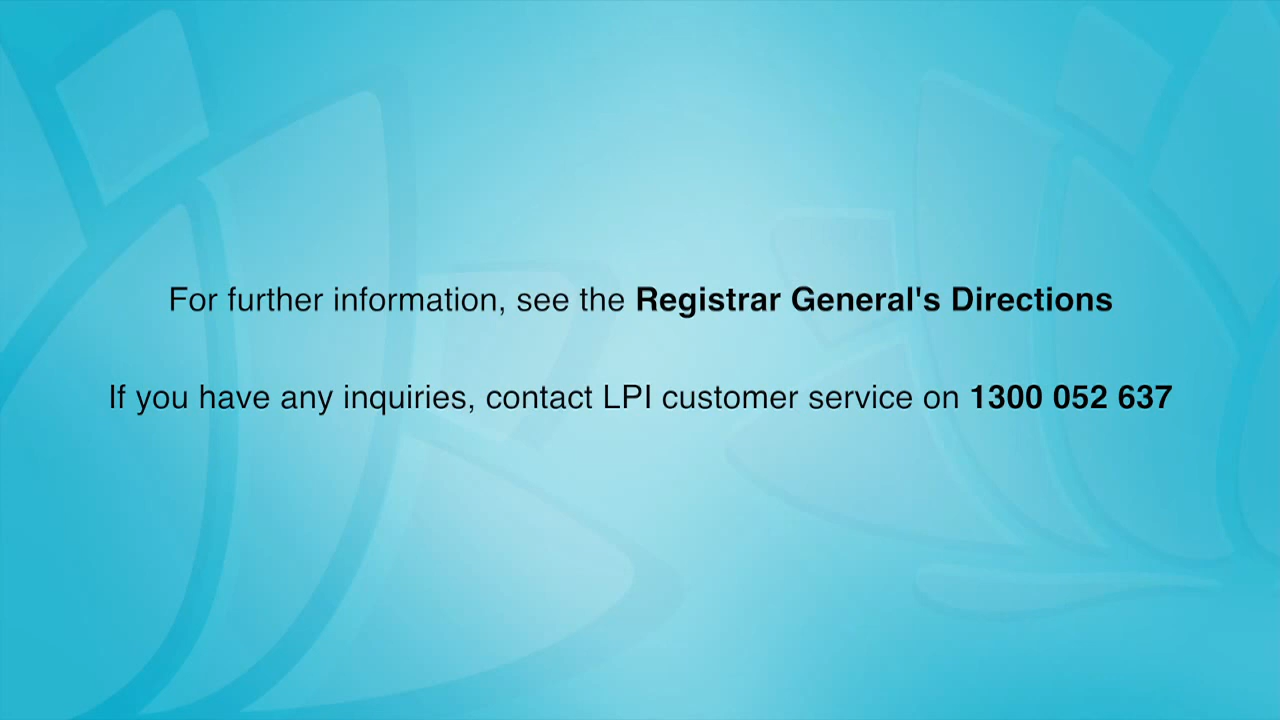 For further information, see the Registrar General's Directions
If you have any inquiries, contact LPI customer service on 1300 052 637